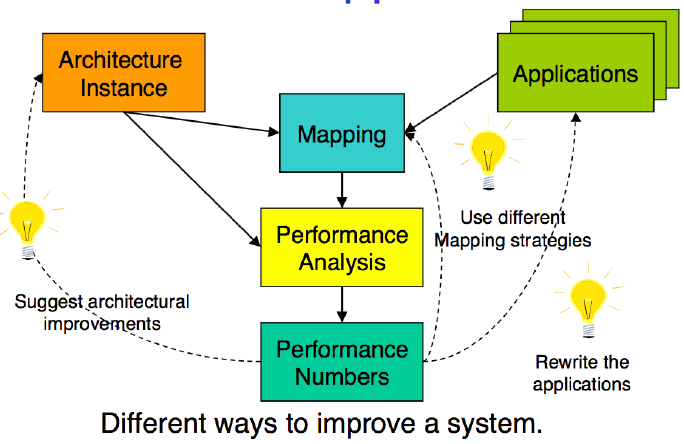 Architecture
Instance
Applications
Mapping
Use different
Mapping strategies
Performance
Analysis
Suggest architectural
improvements
Performance
Numbers
Rewrite the
applications
Different ways to improve a system.